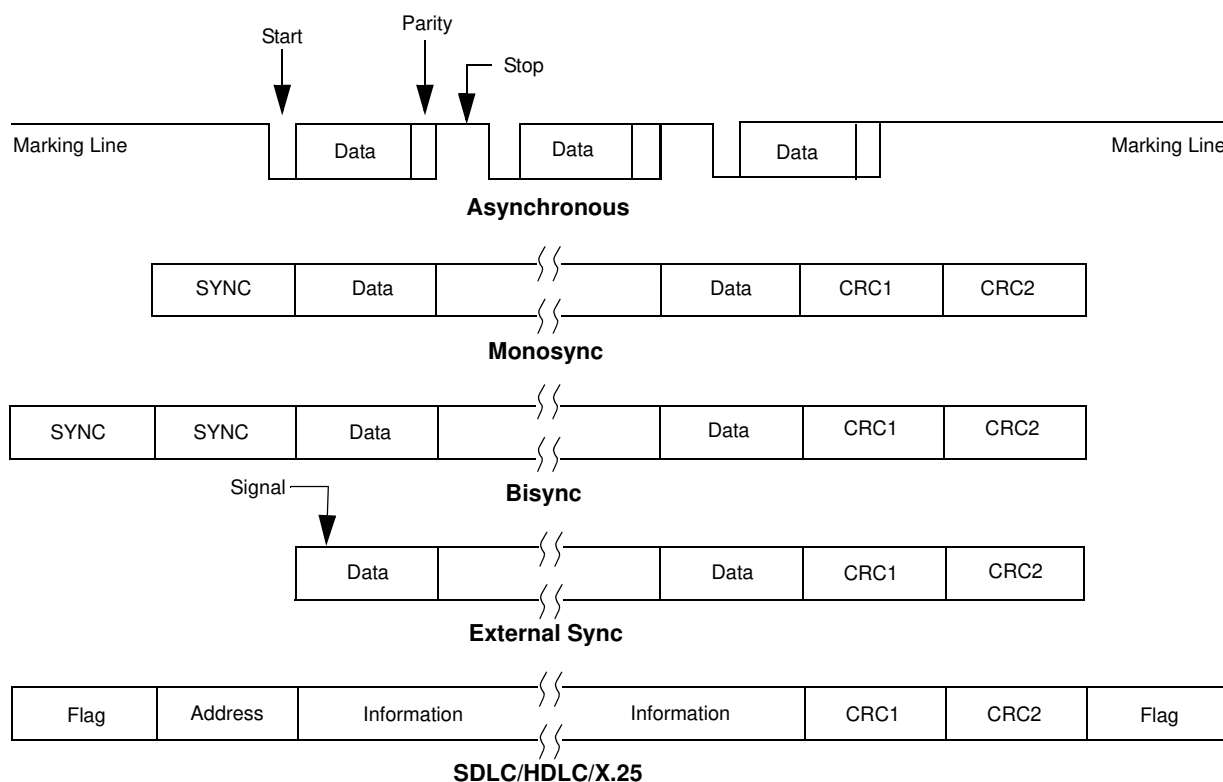 Start
Parity
Stop
Marking Line
Data
Data
Data
Marking Line
Asynchronous
SYNC Data Data CRC1 CRC2
Monosync
SYNC SYNC Data Data CRC1 CRC2
Bisync
Signal
Data Data CRC1 CRC2
External Sync
Flag Address Information Information CRC1 CRC2 Flag
SDLC/HDLC/X.25